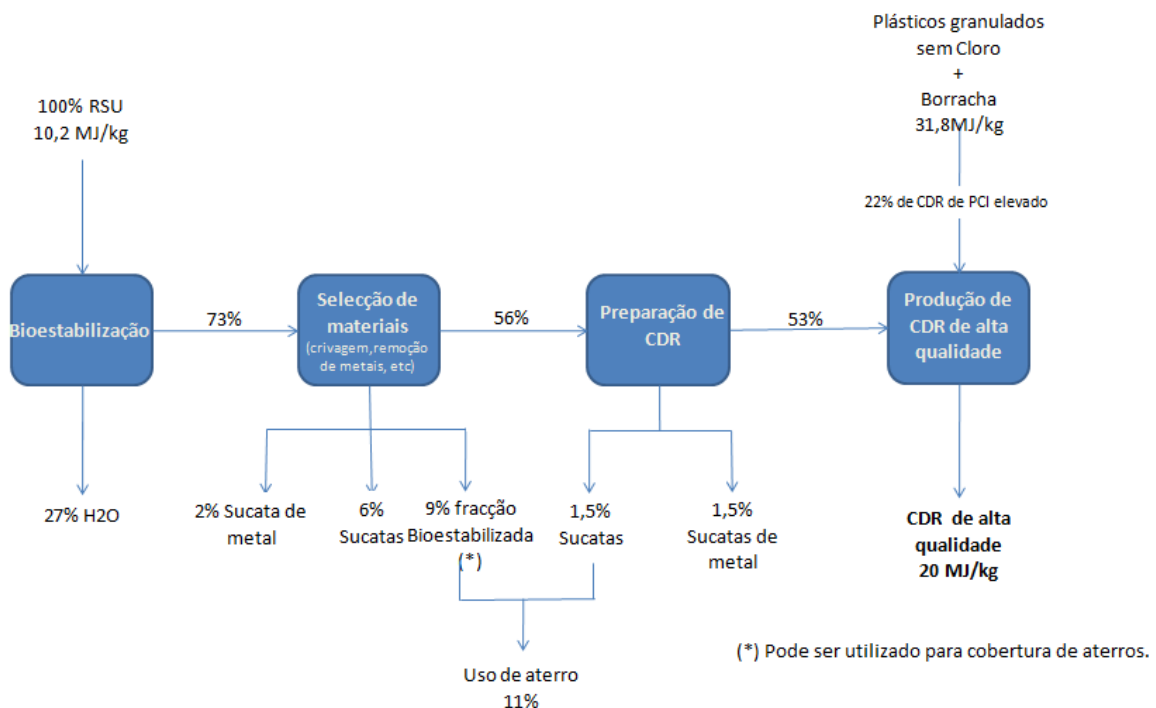 Plásticos granulados
sem Cloro
+
Borracha
31,8MJ/kg
100% RSU
10,2 MJ/kg
22% de CDR de PCI elevado
Bioestabilização
73%
Selecção de
materiais
(crivagem,remoção
de metais, etc)
56%
Preparação de
CDR
53%
Produção de
CDR de alta
qualidade
27% H2O
2% Sucata de
metal
6%
Sucatas
9% fracção
Bioestabilizada
(*)
1,5%
Sucatas
1,5%
Sucatas de
metal
CDR de alta
qualidade
20 MJ/kg
(*) Pode ser utilizado para cobertura de aterros.
Uso de aterro
11%